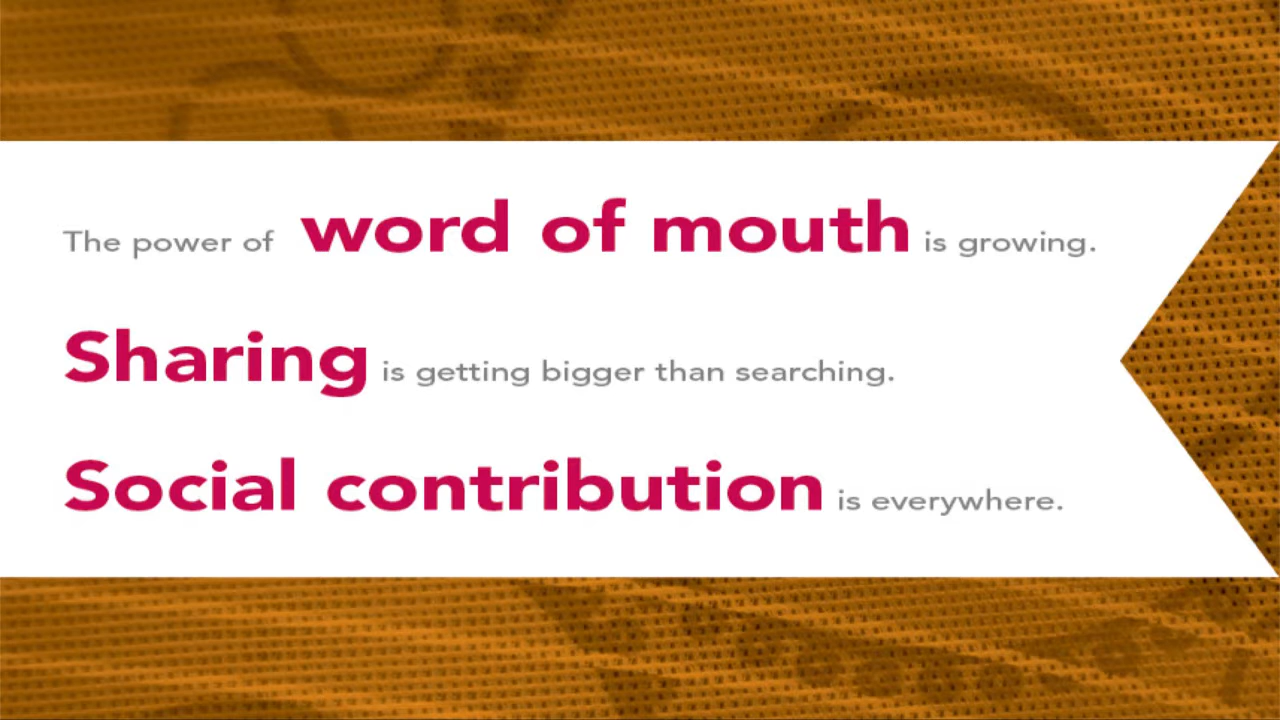 The power of word of mouth is growing.
Sharing is getting bigger than searching.
Social contribution is everywhere.